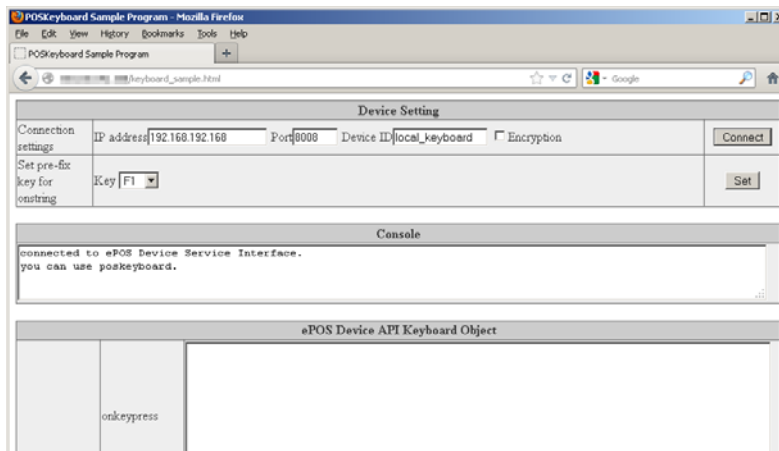 POSKeyboard Sample Program - Mozilla Firefox
File Edit View History Bookmarks Tools Help
POSKeyboard Sample Program +
/keyboard_sample.html Google
Device Setting
Connection settings IP address 192.168.192.168 Port 8008 Device ID local_keyboard Encryption Connect
Set pre-fix key for onstring Key F1 Set
Console
connected to ePOS Device Service Interface.
you can use poskeyboard.
ePOS Device API Keyboard Object
onkeypress